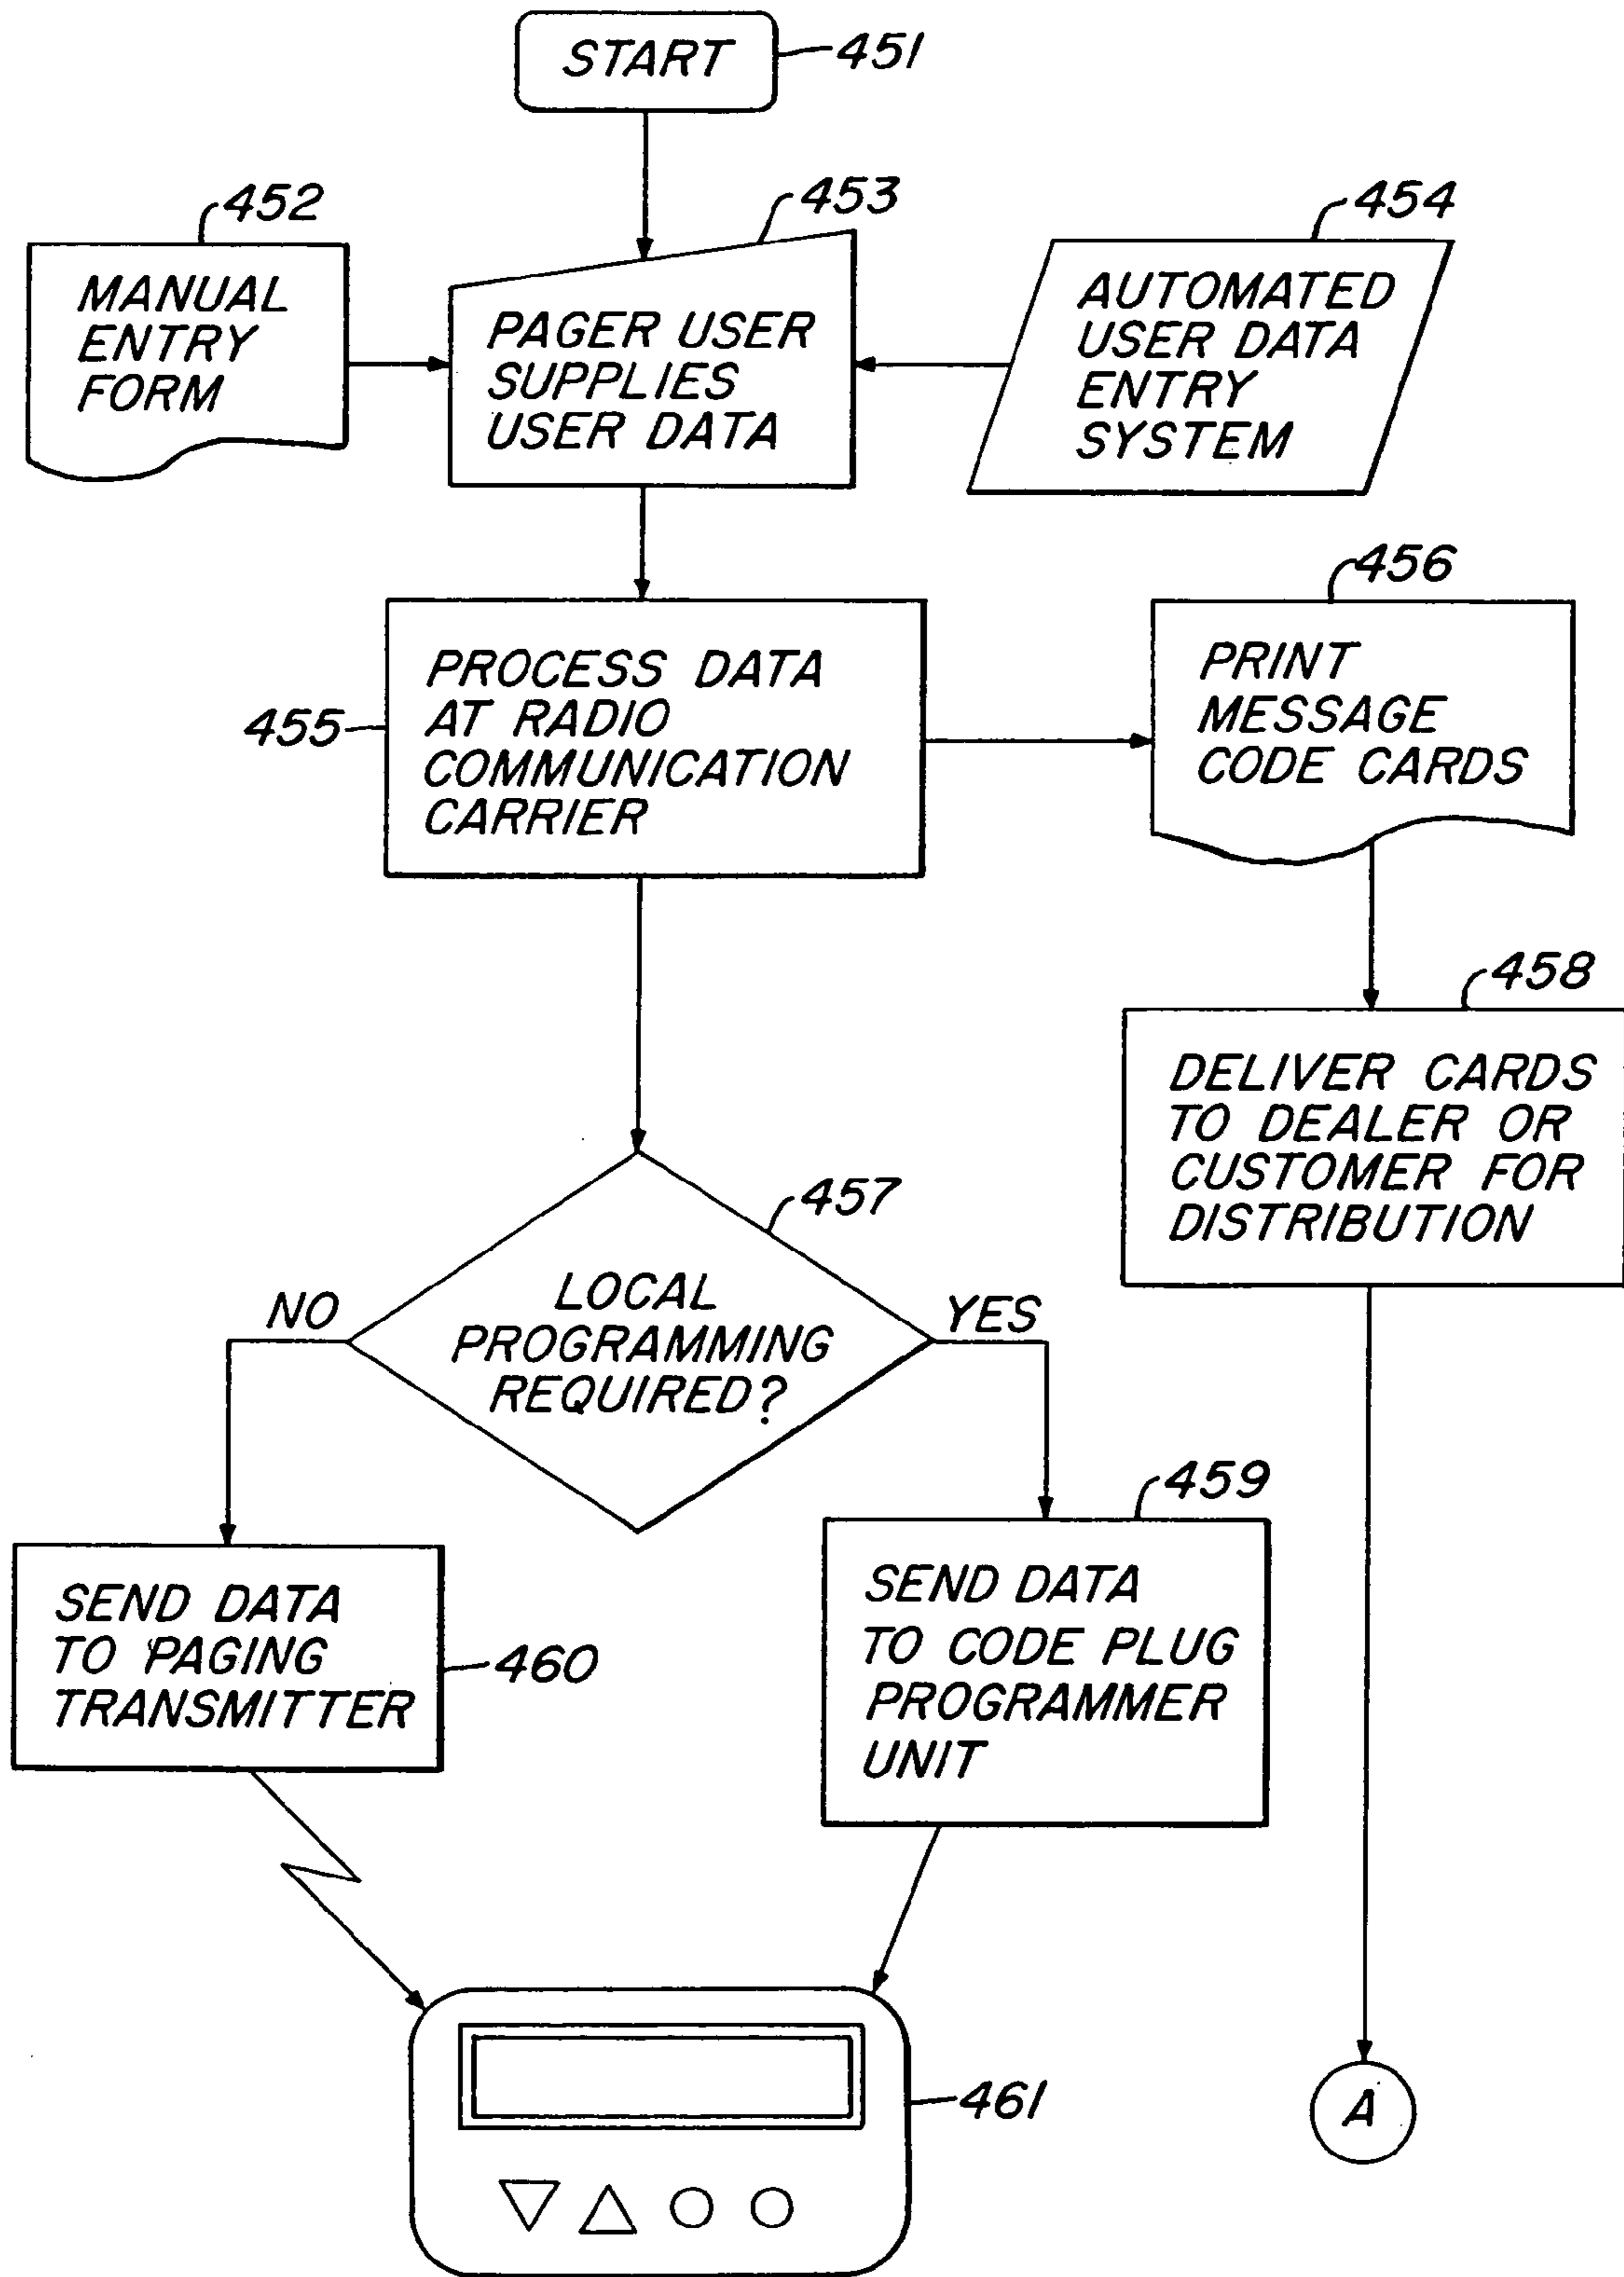 START
451
452
453
454
MANUAL
ENTRY
FORM
PAGER USER
SUPPLIES
USER DATA
AUTOMATED
USER DATA
ENTRY
SYSTEM
455
PROCESS DATA
AT RADIO
COMMUNICATION
CARRIER
456
PRINT
MESSAGE
CODE CARDS
458
DELIVER CARDS
TO DEALER OR
CUSTOMER FOR
DISTRIBUTION
457
LOCAL
PROGRAMMING
REQUIRED?
NO
YES
459
SEND DATA
TO PAGING
TRANSMITTER
460
SEND DATA
TO CODE PLUG
PROGRAMMER
UNIT
461
A